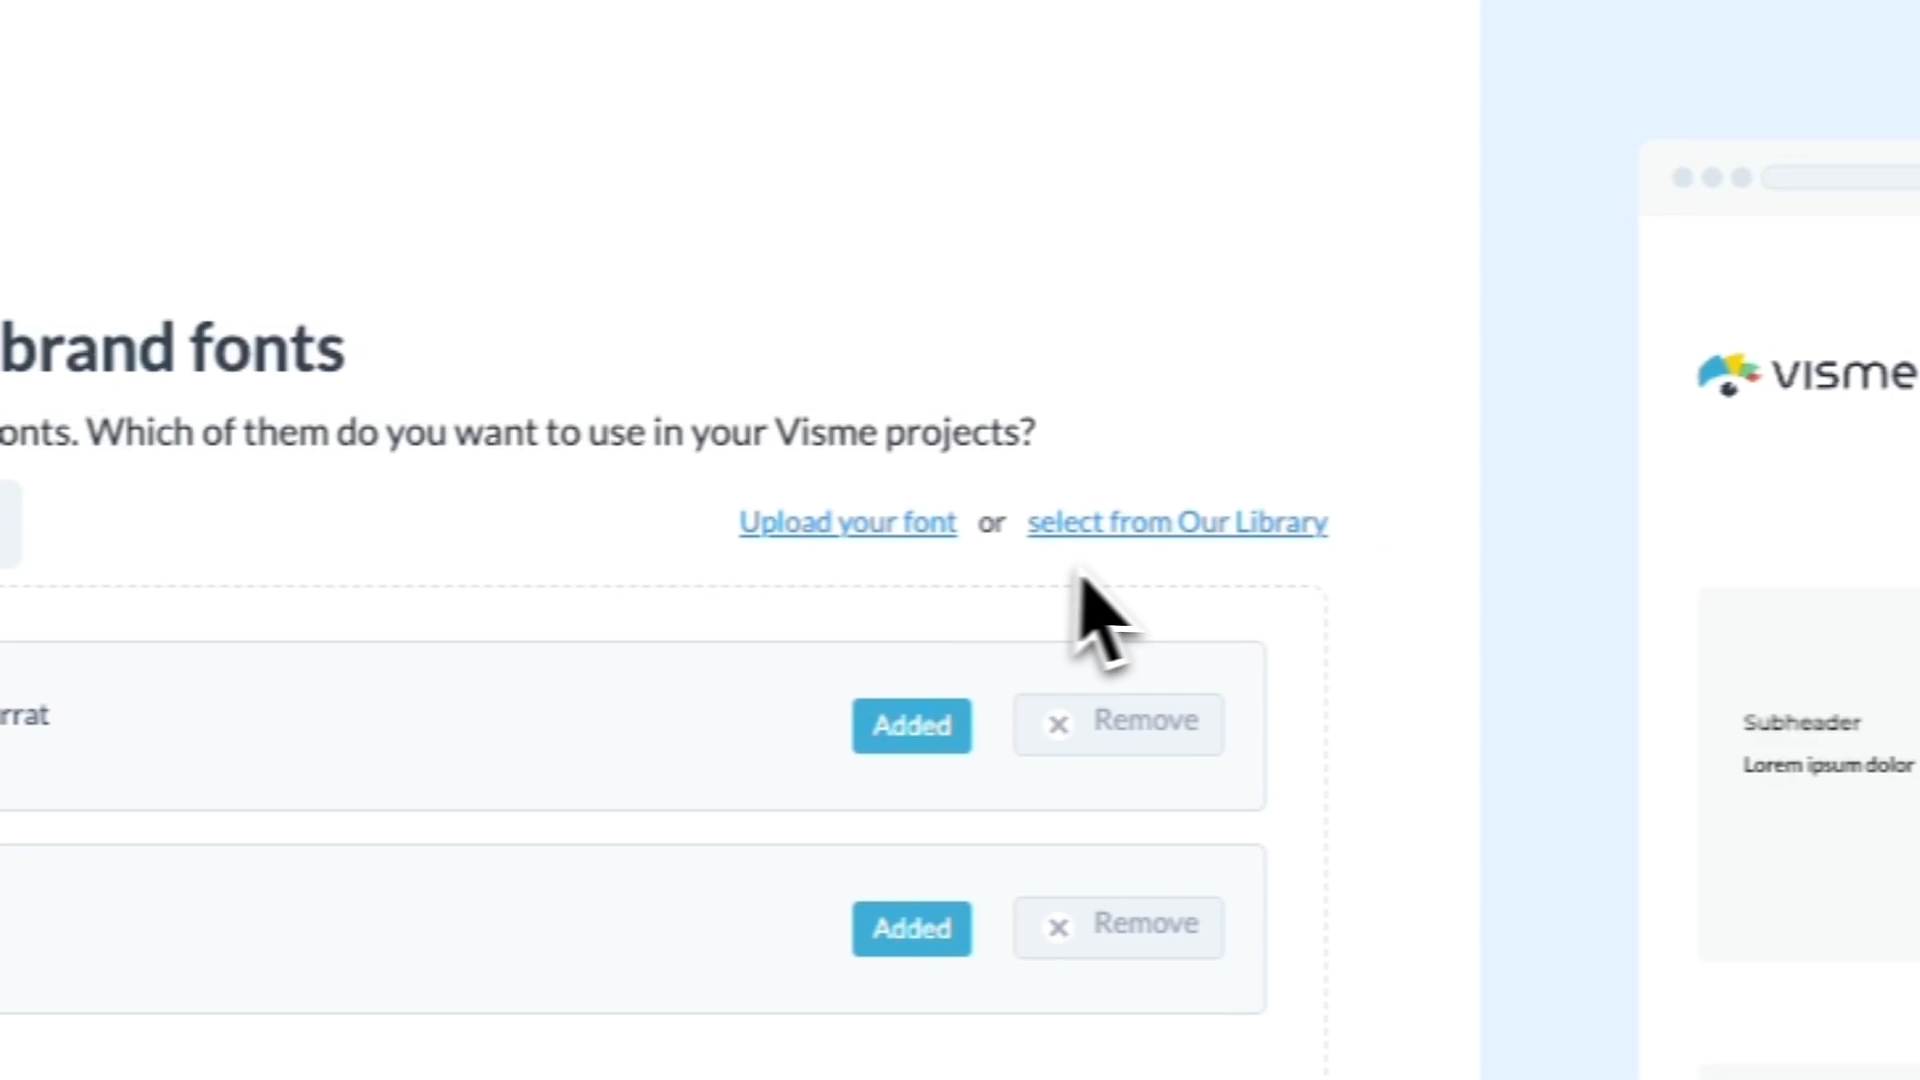 brand fonts
onts. Which of them do you want to use in your Visme projects?
Upload your font or select from Our Library
rrat
Added
Remove
Added
Remove
VISME
Subheader
Lorem ipsum dolor